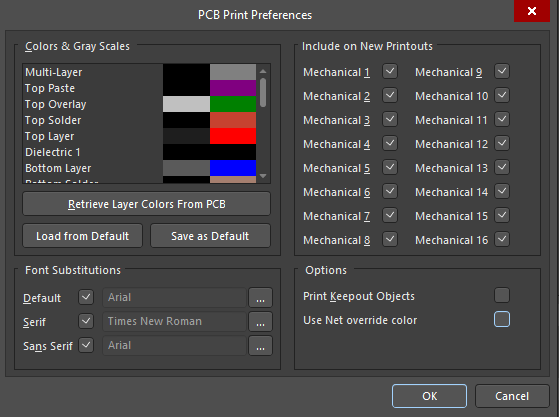 PCB Print Preferences
Colors & Gray Scales
Multi-Layer
Top Paste
Top Overlay
Top Solder
Top Layer
Dielectric 1
Bottom Layer
Bottom Solder
Retrieve Layer Colors From PCB
Load from Default
Save as Default
Include on New Printouts
Mechanical 1
Mechanical 9
Mechanical 2
Mechanical 10
Mechanical 3
Mechanical 11
Mechanical 4
Mechanical 12
Mechanical 5
Mechanical 13
Mechanical 6
Mechanical 14
Mechanical 7
Mechanical 15
Mechanical 8
Mechanical 16
Font Substitutions
Default Arial ...
Serif Times New Roman ...
Sans Serif Arial ...
Options
Print Keepout Objects
Use Net override color
OK
Cancel